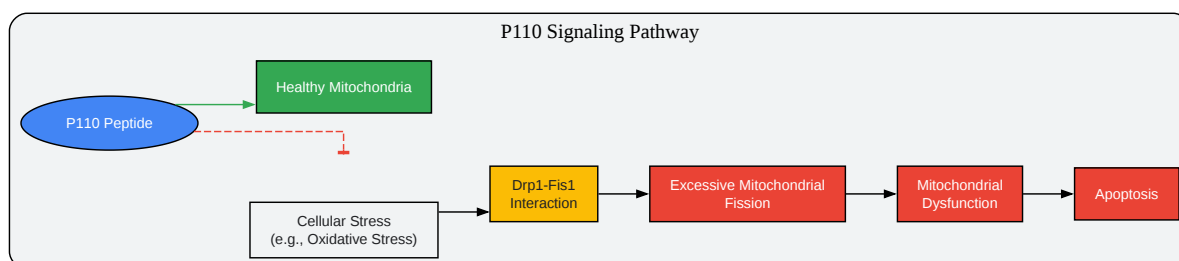 P110 Signaling Pathway
Healthy Mitochondria
P110 Peptide
Drp1-Fis1
Interaction
Excessive Mitochondrial
Fission
Mitochondrial
Dysfunction
Apoptosis
Cellular Stress
(e.g., Oxidative Stress)